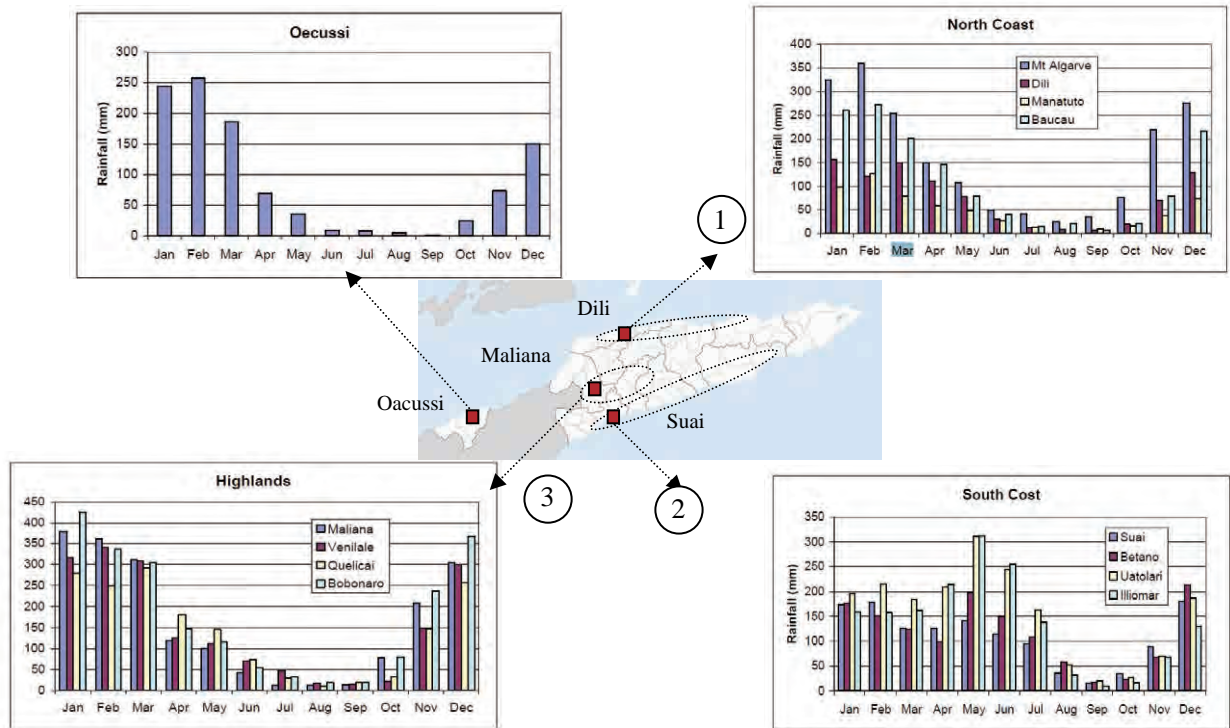 Oecussi
Rainfall (mm)
300
250
200
150
100
50
0
Jan Feb Mar Apr May Jun Jul Aug Sep Oct Nov Dec
North Coast
Rainfall (mm)
400
350
300
250
200
150
100
50
0
Mt Algarve
Dili
Manatuto
Baucau
Jan Feb Mar Apr May Jun Jul Aug Sep Oct Nov Dec
1
Dili
Maliana
Oacussi
Suai
3
2
Highlands
450
400
350
300
250
200
150
100
50
0
Maliana
Venilale
Quelicai
Bobonaro
Jan Feb Mar Apr May Jun Jul Aug Sep Oct Nov Dec
South Cost
Rainfall (mm)
350
300
250
200
150
100
50
0
Suai
Betano
Uatolari
Illiomar
Jan Feb Mar Apr May Jun Jul Aug Sep Oct Nov Dec